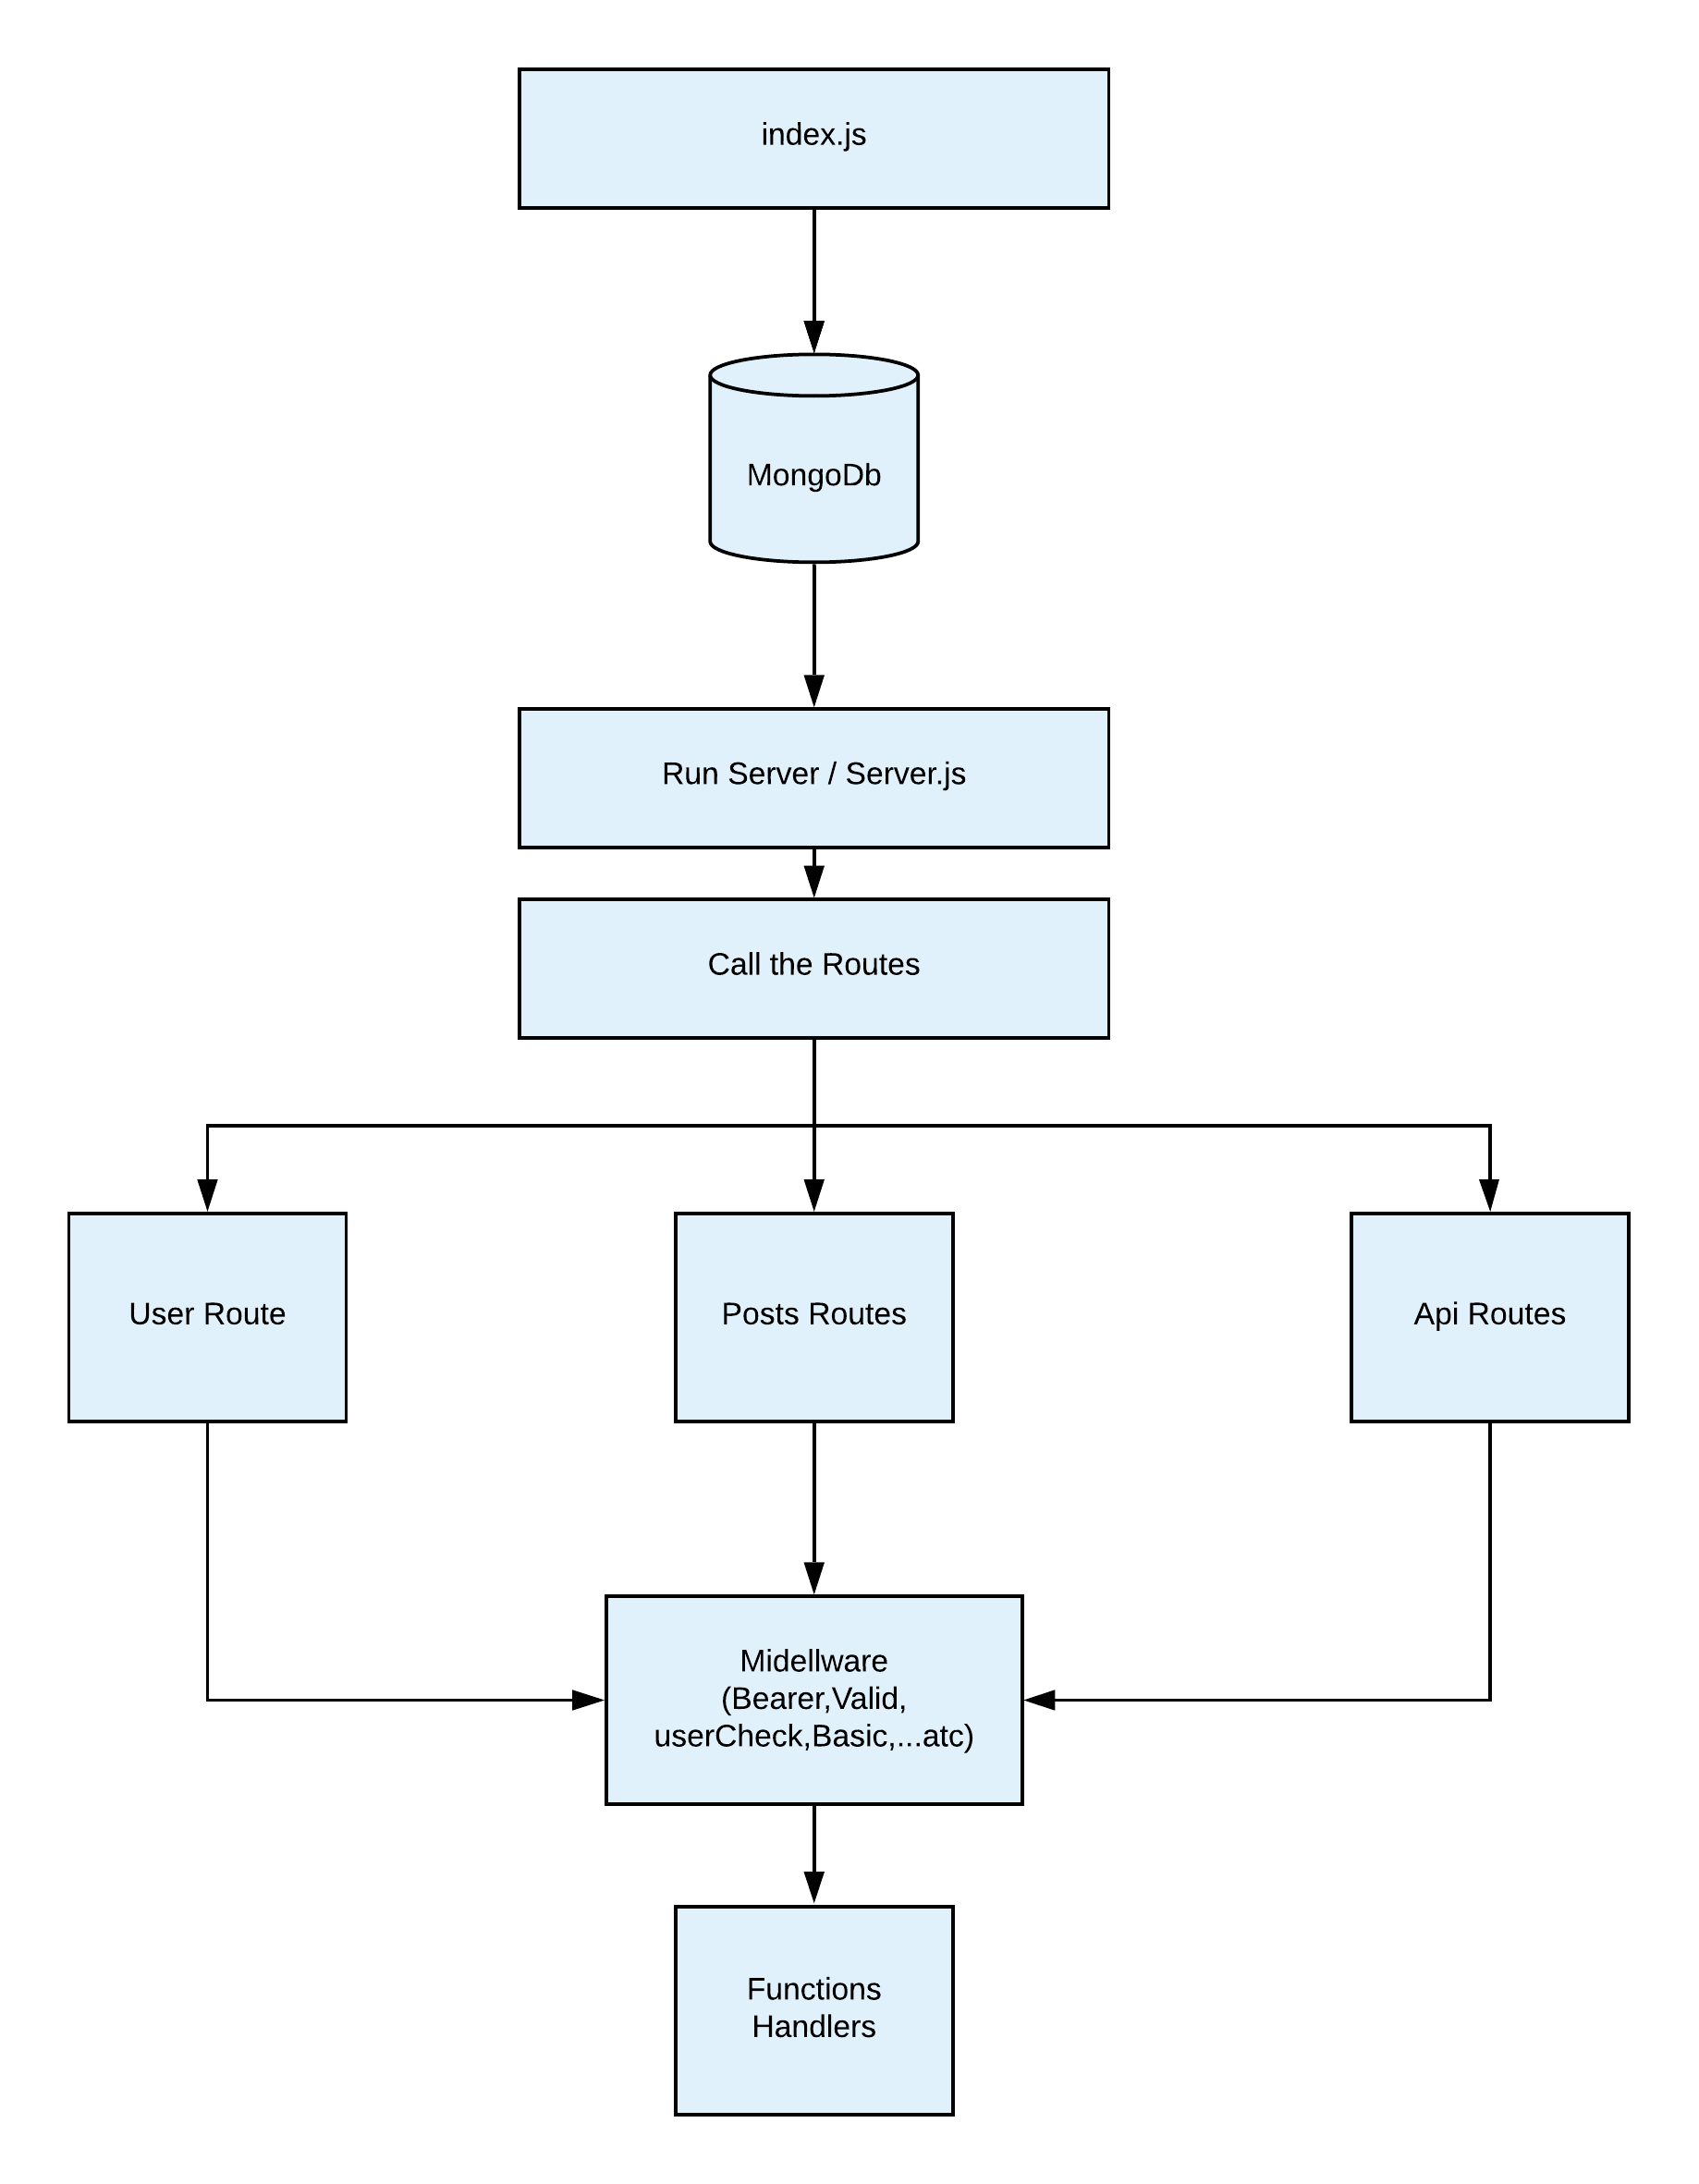 index.js
MongoDb
Run Server / Server.js
Call the Routes
User Route
Posts Routes
Api Routes
Midellware
(Bearer,Valid,
userCheck,Basic,...atc)
Functions
Handlers